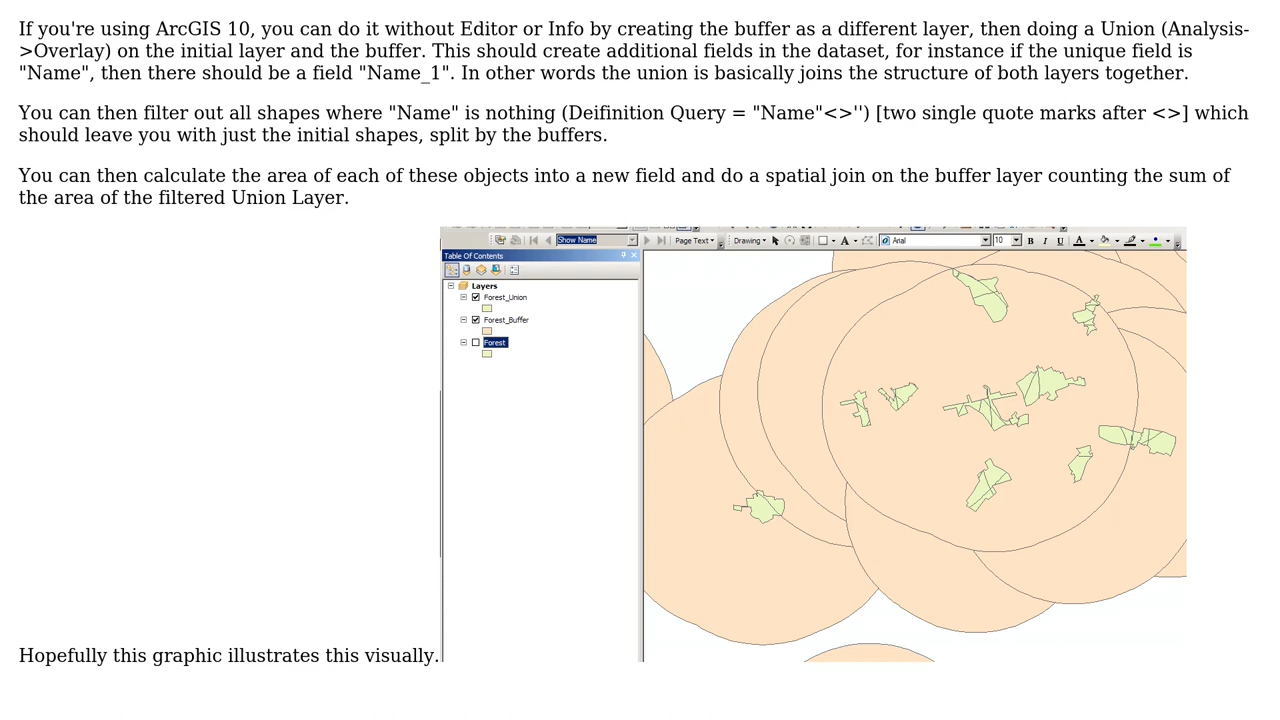 If you're using ArcGIS 10, you can do it without Editor or Info by creating the buffer as a different layer, then doing a Union (Analysis-
>Overlay) on the initial layer and the buffer. This should create additional fields in the dataset, for instance if the unique field is
"Name", then there should be a field "Name_1". In other words the union is basically joins the structure of both layers together.
You can then filter out all shapes where "Name" is nothing (Deifinition Query = "Name"<>'') [two single quote marks after <>] which
should leave you with just the initial shapes, split by the buffers.
You can then calculate the area of each of these objects into a new field and do a spatial join on the buffer layer counting the sum of
the area of the filtered Union Layer.
Show Name Page Text Drawing A Arial 10 B I U A
Table Of Contents
Layers
Forest_Union
Forest_Buffer
Forest
Hopefully this graphic illustrates this visually.